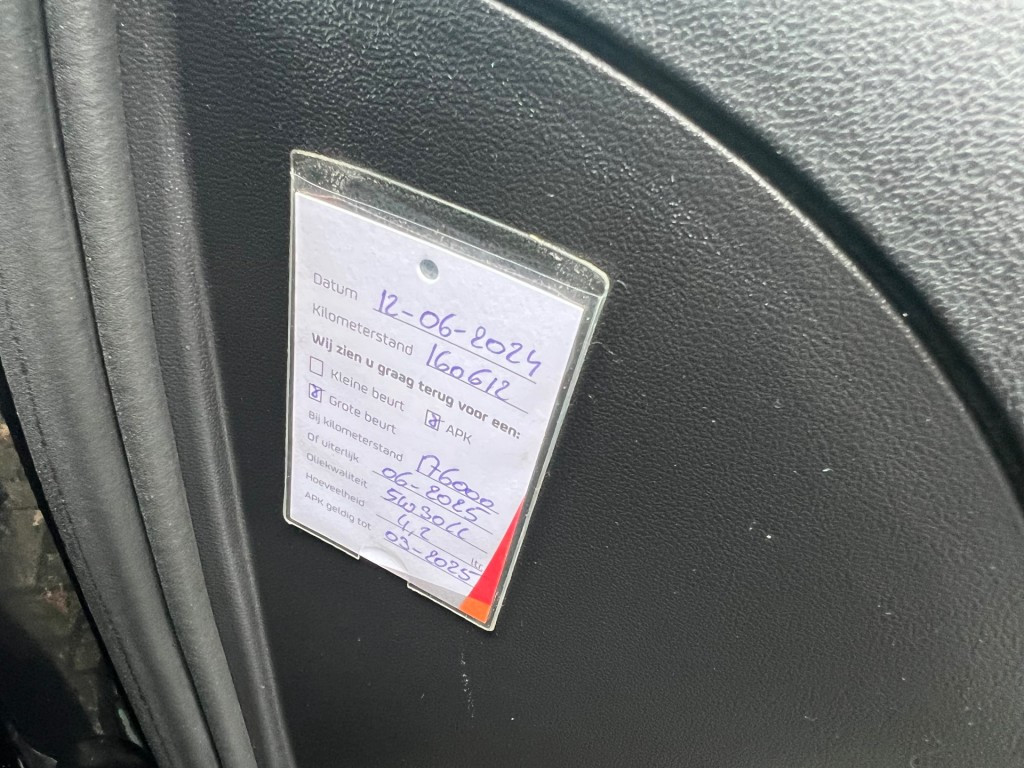 Datum 12-06-2024
Kilometerstand 160612
Wij zien u graag terug voor een:
Kleine beurt
Grote beurt APK
Bij kilometerstand 176000
Of uiterlijk 06-2025
Oliekwaliteit 5W30LL
Hoeveelheid 4,2 ltr
APK geldig tot 03-2025